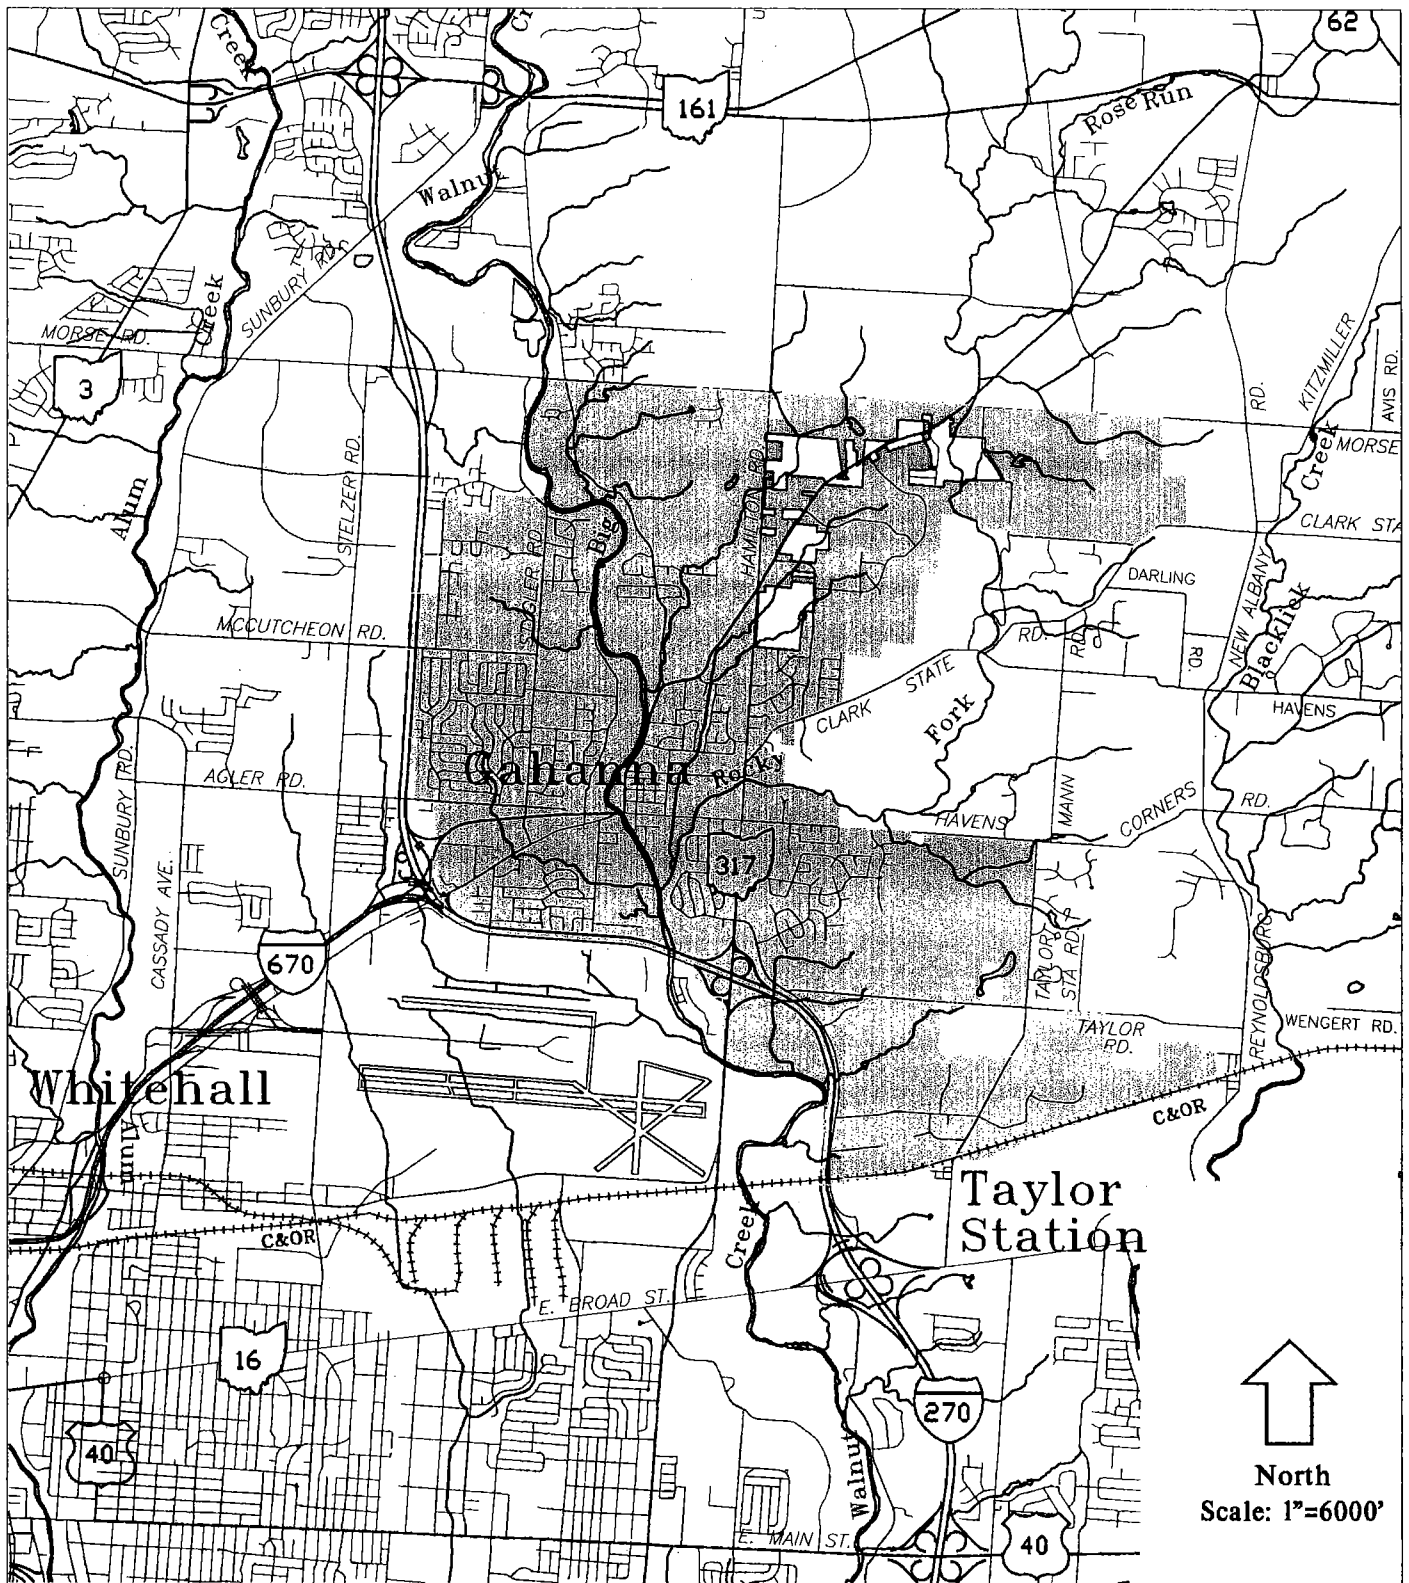 Creek
Cr
62
161
Rose Run
Walnut
SUNBURY RD.
Creek
MORSE RD.
3
KITZMILLER
AVIS RD.
RD.
MORSE
Creek
STELZER RD.
Alum
HAMILTON RD.
STYGLER RD.
Big
CLARK STA
DARLING
NEW ALBANY
Blacklick
MCCUTCHEON RD.
RD.
RD.
RD.
STATE
CLARK
Fork
HAVENS
Gahanna
Rocky
AGLER RD.
SUNBURY RD.
MANN
CORNERS
RD.
HAVENS
317
CASSADY AVE.
670
TAYLOR
STA RD.
REYNOLDSBURG
WENGERT RD.
TAYLOR
RD.
Whitehall
C&OR
Alum
Taylor
Station
C&OR
Creek
E. BROAD ST.
16
270
40
Walnut
North
Scale: 1"=6000'
E. MAIN ST.
40